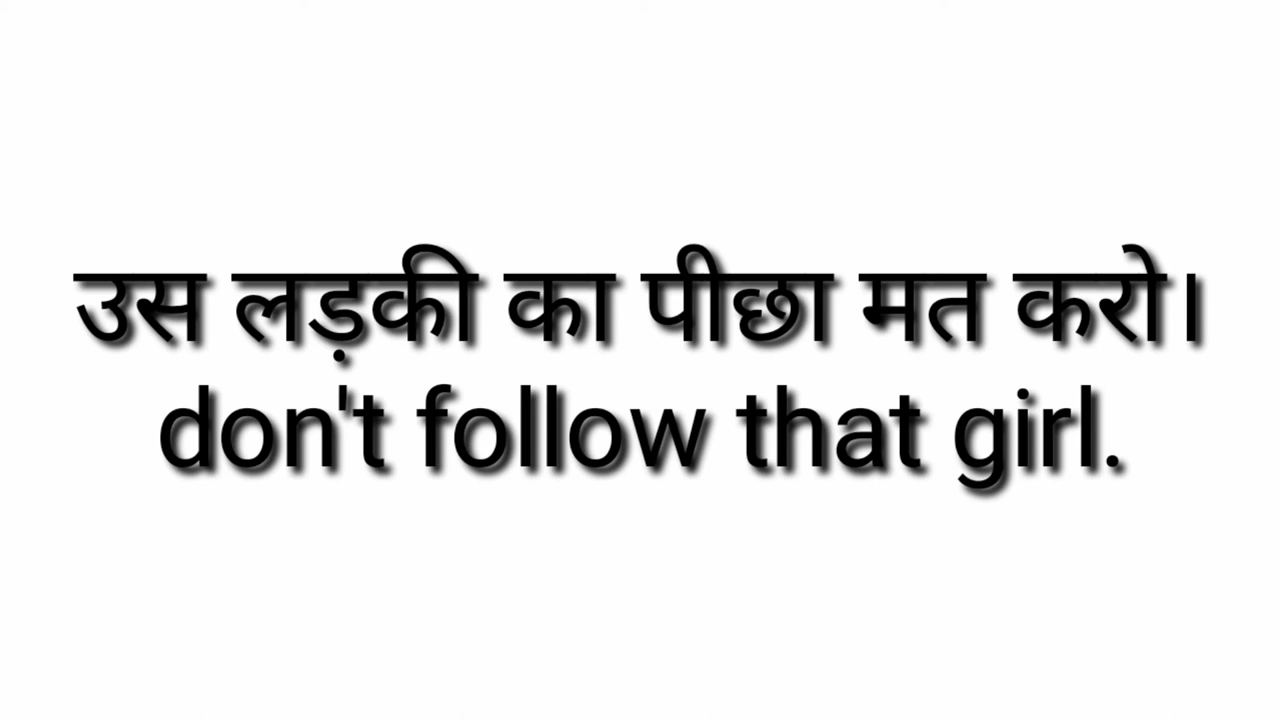 उस लड़की का पीछा मत करो।
don't follow that girl.